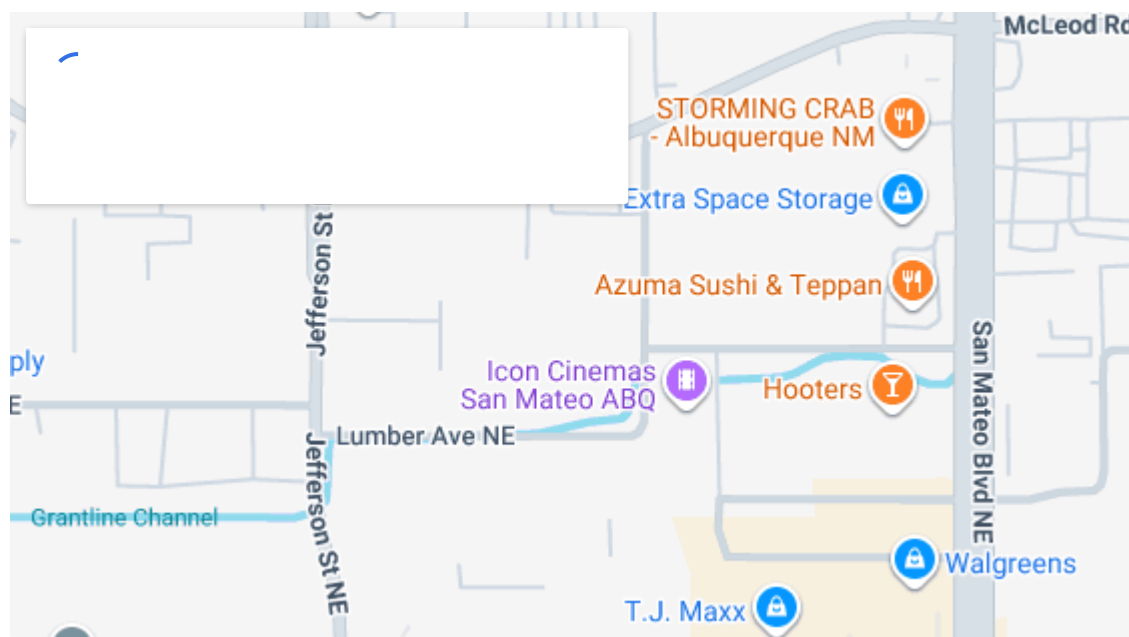 McLeod Rd
STORMING CRAB
- Albuquerque NM
Extra Space Storage
Jefferson St
Azuma Sushi & Teppan
ply
Icon Cinemas
San Mateo ABQ
Hooters
San Mateo Blvd NE
E
Lumber Ave NE
Jefferson St NE
Grantline Channel
Walgreens
T.J. Maxx